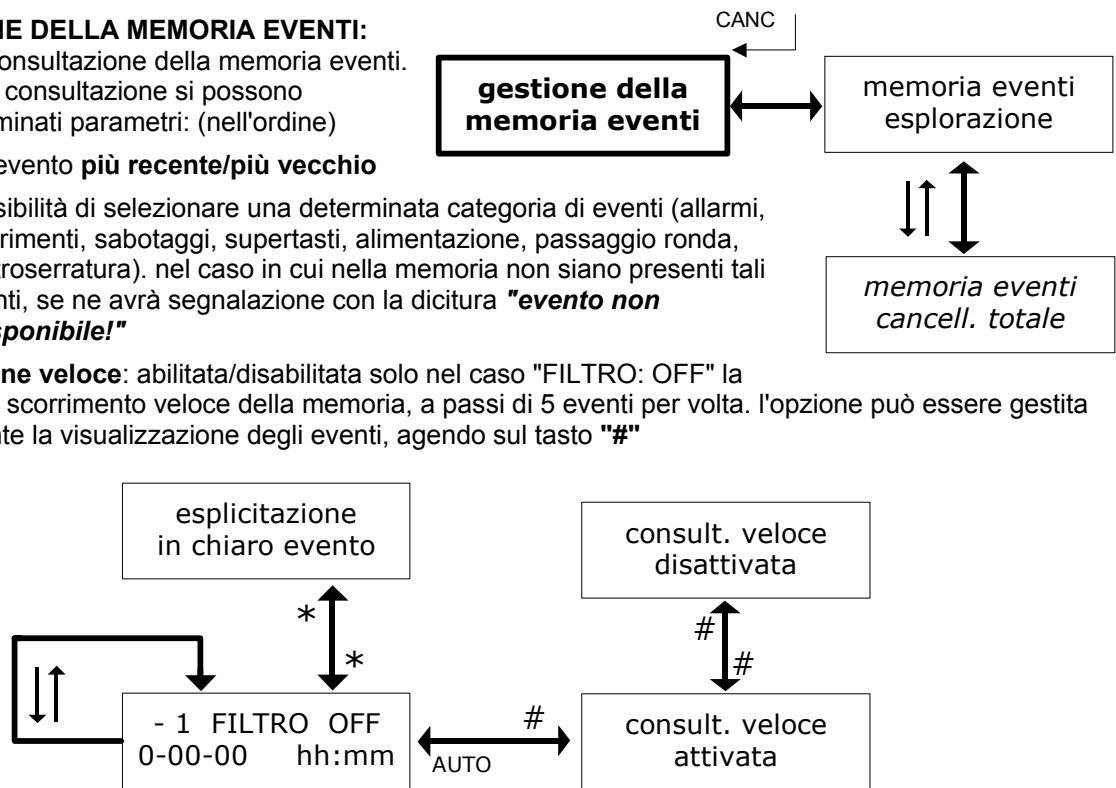 NE DELLA MEMORIA EVENTI:
onsultazione della memoria eventi.
consultazione si possono
minati parametri: (nell'ordine)
evento più recente/più vecchio
sibilità di selezionare una determinata categoria di eventi (allarmi,
rimenti, sabotaggi, supertasti, alimentazione, passaggio ronda,
troserratura). nel caso in cui nella memoria non siano presenti tali
nti, se ne avrà segnalazione con la dicitura "evento non
sponibile!"
ne veloce: abilitata/disabilitata solo nel caso "FILTRO: OFF" la
scorrimento veloce della memoria, a passi di 5 eventi per volta. l'opzione può essere gestita
nte la visualizzazione degli eventi, agendo sul tasto "#"
CANC
gestione della
memoria eventi
memoria eventi
esplorazione
memoria eventi
cancell. totale
esplicitazione
in chiaro evento
*
*
- 1 FILTRO OFF
0-00-00 hh:mm
#
AUTO
consult. veloce
disattivata
#
#
consult. veloce
attivata